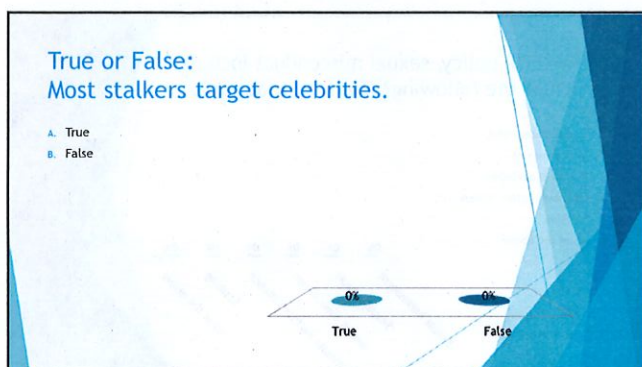 True or False:
Most stalkers target celebrities.
A. True
B. False
0% 0%
True False